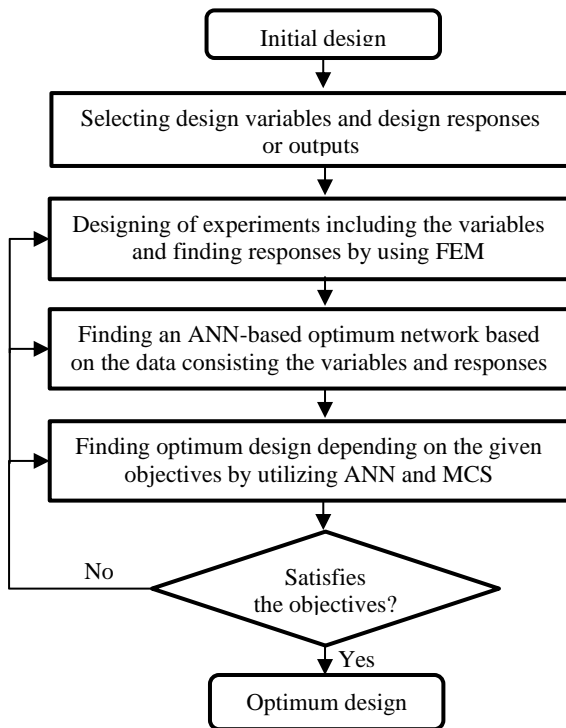 Initial design
Selecting design variables and design responses
or outputs
Designing of experiments including the variables
and finding responses by using FEM
Finding an ANN-based optimum network based
on the data consisting the variables and responses
Finding optimum design depending on the given
objectives by utilizing ANN and MCS
No
Satisfies
the objectives?
Yes
Optimum design